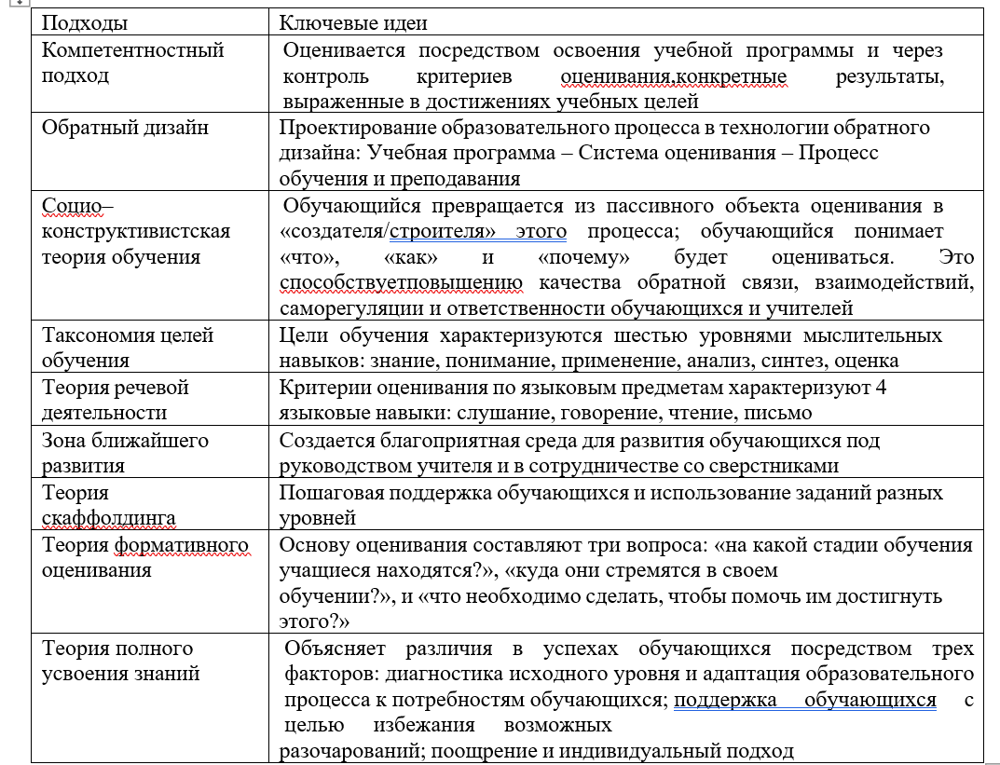 Подходы
Ключевые идеи
Компетентностный
подход
Оценивается посредством освоения учебной программы и через
контроль критериев оценивания,конкретные результаты,
выраженные в достижениях учебных целей
Обратный дизайн
Проектирование образовательного процесса в технологии обратного
дизайна: Учебная программа – Система оценивания – Процесс
обучения и преподавания
Социо–
конструктивистская
теория обучения
Обучающийся превращается из пассивного объекта оценивания в
«создателя/строителя» этого процесса; обучающийся понимает
«что», «как» и «почему» будет оцениваться. Это
способствуетповышению качества обратной связи, взаимодействий,
саморегуляции и ответственности обучающихся и учителей
Таксономия целей
обучения
Цели обучения характеризуются шестью уровнями мыслительных
навыков: знание, понимание, применение, анализ, синтез, оценка
Теория речевой
деятельности
Критерии оценивания по языковым предметам характеризуют 4
языковые навыки: слушание, говорение, чтение, письмо
Зона ближайшего
развития
Создается благоприятная среда для развития обучающихся под
руководством учителя и в сотрудничестве со сверстниками
Теория
скаффолдинга
Пошаговая поддержка обучающихся и использование заданий разных
уровней
Теория формативного
оценивания
Основу оценивания составляют три вопроса: «на какой стадии обучения
учащиеся находятся?», «куда они стремятся в своем
обучении?», и «что необходимо сделать, чтобы помочь им достигнуть
этого?»
Теория полного
усвоения знаний
Объясняет различия в успехах обучающихся посредством трех
факторов: диагностика исходного уровня и адаптация образовательного
процесса к потребностям обучающихся; поддержка обучающихся с
целью избежания возможных
разочарований; поощрение и индивидуальный подход